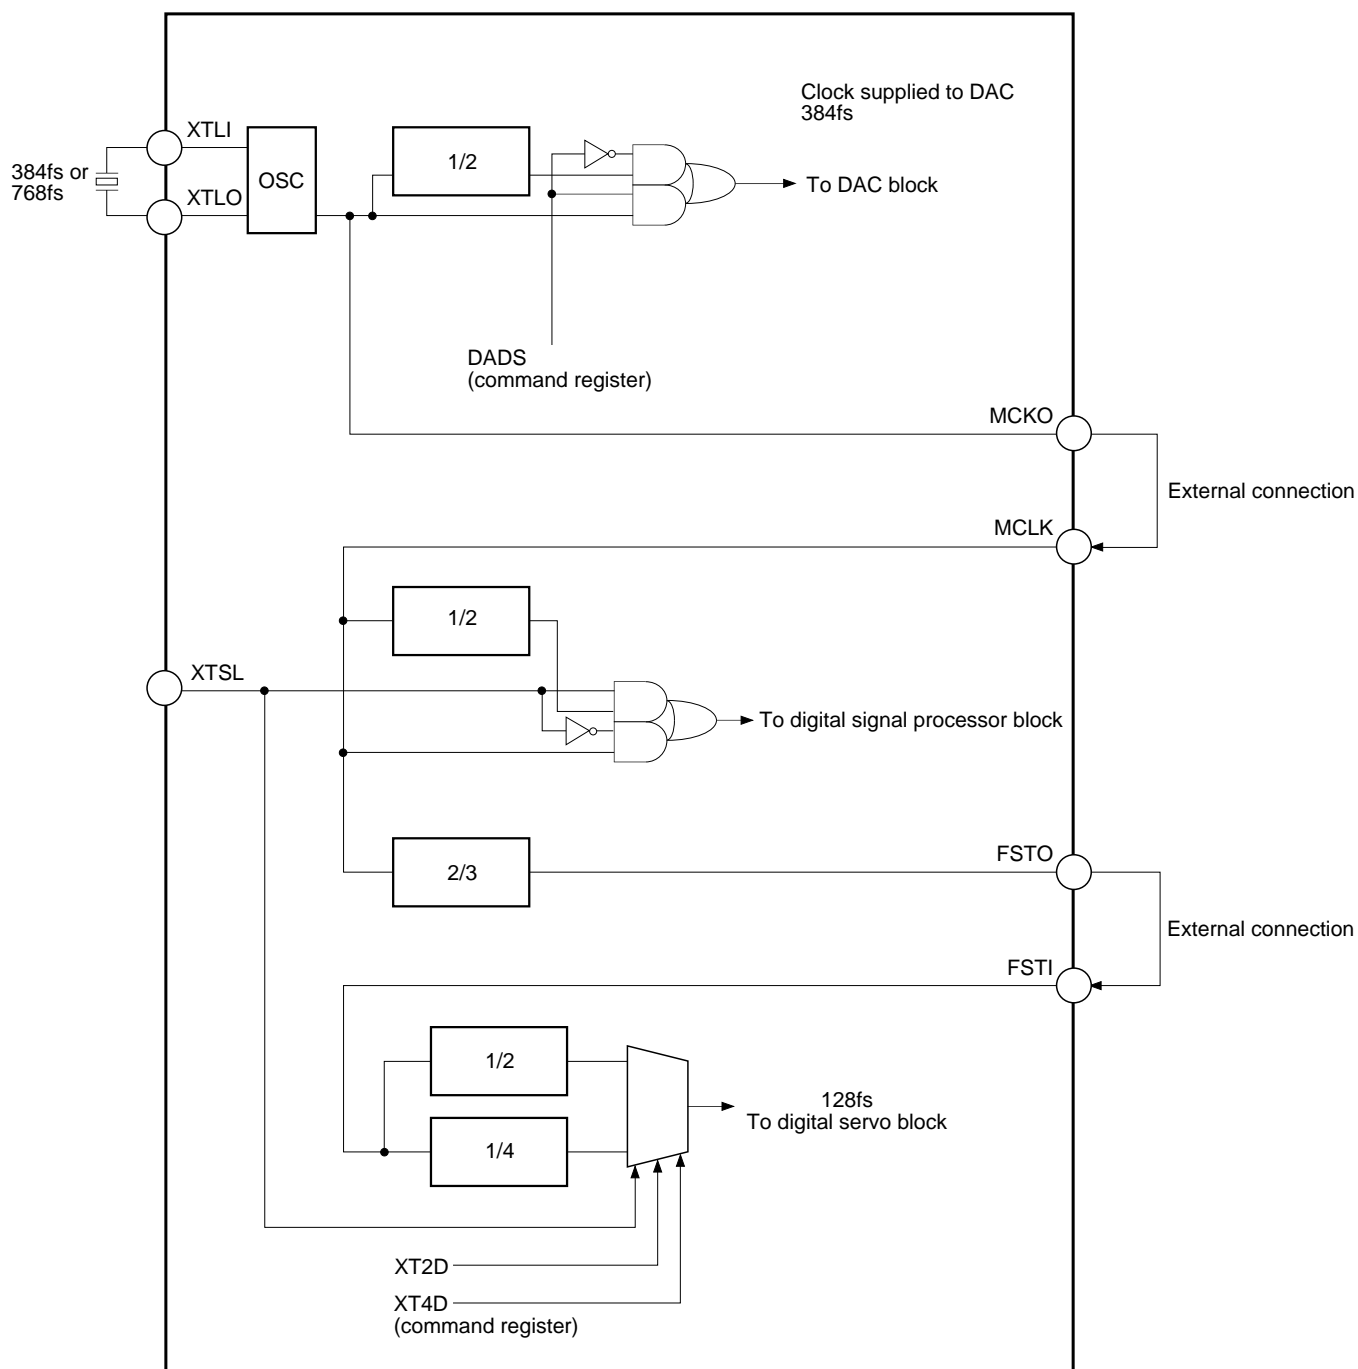 Clock supplied to DAC
384fs
XTLI
384fs or
768fs
OSC
1/2
XTLO
To DAC block
DADS
(command register)
MCKO
External connection
MCLK
1/2
XTSL
To digital signal processor block
2/3
FSTO
External connection
FSTI
1/2
128fs
To digital servo block
1/4
XT2D
XT4D
(command register)